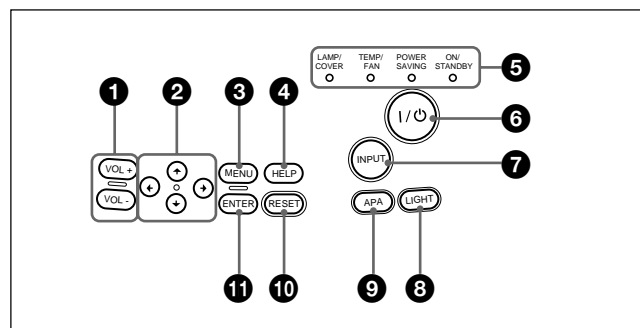 LAMP/
COVER
TEMP/
FAN
POWER
SAVING
ON/
STANDBY
5
1
2
3
4
I / ⏻
6
INPUT
7
VOL +
VOL -
MENU
HELP
ENTER
RESET
APA
LIGHT
11
10
9
8